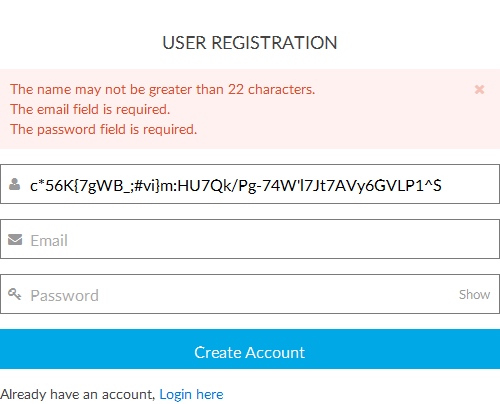 USER REGISTRATION
The name may not be greater than 22 characters.
The email field is required.
The password field is required.
c*56K{7gWB_;#vi}m:HU7Qk/Pg-74W'l7Jt7AVy6GVLP1^S
Email
Password
Show
Create Account
Already have an account, Login here